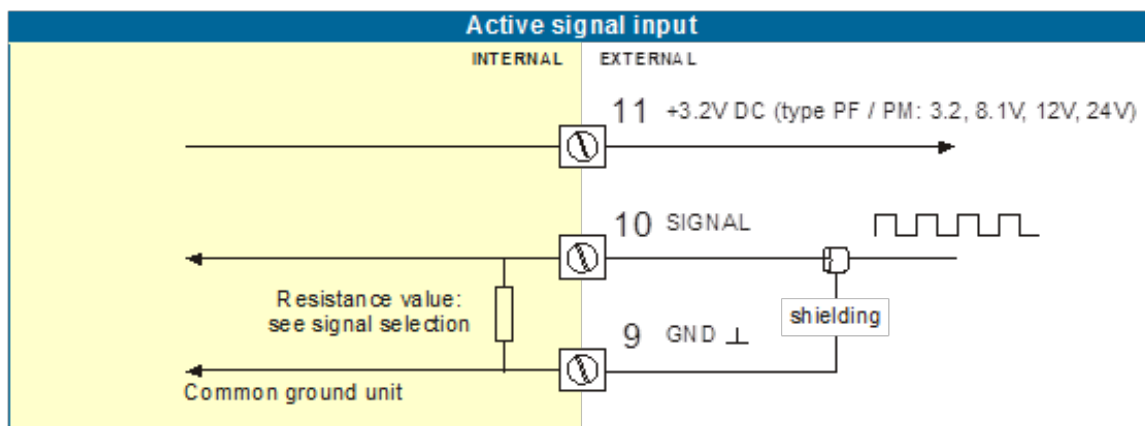 Active signal input
INTERNAL
EXTERNAL
11 +3.2V DC (type PF / PM: 3.2, 8.1V, 12V, 24V)
10 SIGNAL
Resistance value:
see signal selection
shielding
9 GND ⊥
Common ground unit